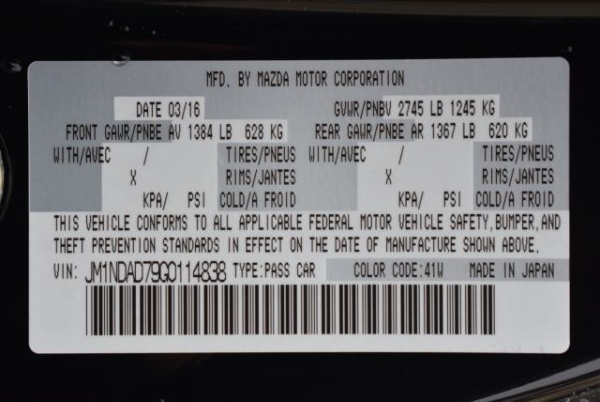 MFD. BY MAZDA MOTOR CORPORATION
DATE 03/16 GVWR/PNBV 2745 LB 1245 KG
FRONT GAWR/PNBE AV 1384 LB 628 KG REAR GAWR/PNBE AR 1367 LB 620 KG
WITH/AVEC / TIRES/PNEUS WITH/AVEC / TIRES/PNEUS
X RIMS/JANTES X RIMS/JANTES
KPA/ PSI COLD/A FROID KPA/ PSI COLD/A FROID
THIS VEHICLE CONFORMS TO ALL APPLICABLE FEDERAL MOTOR VEHICLE SAFETY,BUMPER,AND
THEFT PREVENTION STANDARDS IN EFFECT ON THE DATE OF MANUFACTURE SHOWN ABOVE.
VIN: JM1NDAD79G0114838 TYPE:PASS CAR COLOR CODE:41W MADE IN JAPAN